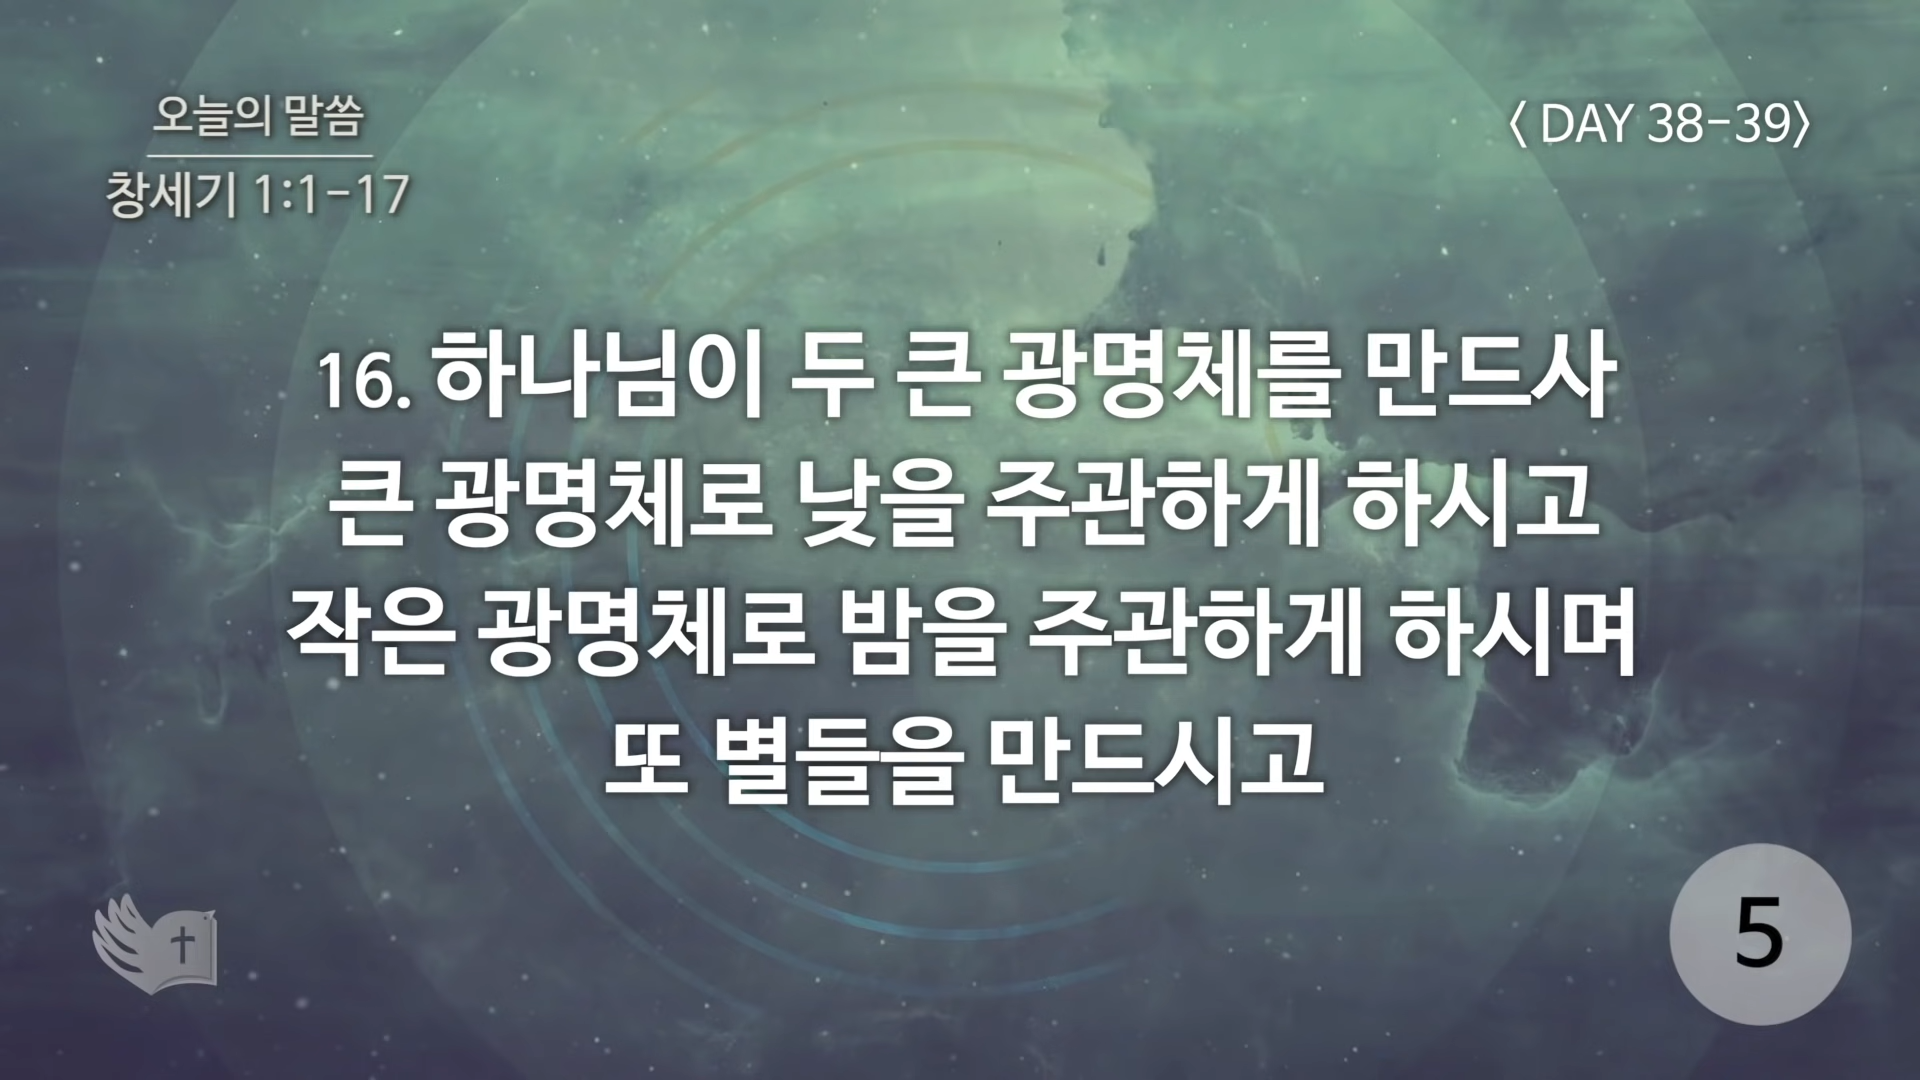 오늘의 말씀
창세기 1:1-17
〈 DAY 38-39〉
16. 하나님이 두 큰 광명체를 만드사
큰 광명체로 낮을 주관하게 하시고
작은 광명체로 밤을 주관하게 하시며
또 별들을 만드시고
5